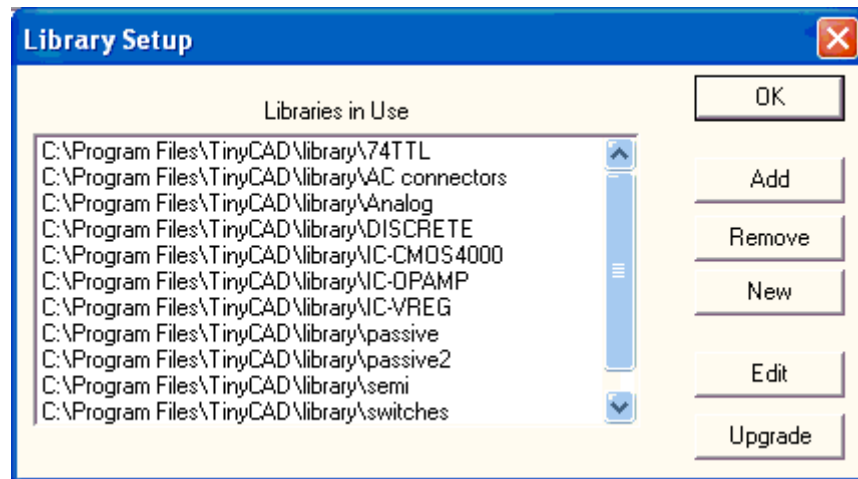 Library Setup
Libraries in Use
C:\Program Files\TinyCAD\library\74TTL
C:\Program Files\TinyCAD\library\AC connectors
C:\Program Files\TinyCAD\library\Analog
C:\Program Files\TinyCAD\library\DISCRETE
C:\Program Files\TinyCAD\library\IC-CMOS4000
C:\Program Files\TinyCAD\library\IC-OPAMP
C:\Program Files\TinyCAD\library\IC-VREG
C:\Program Files\TinyCAD\library\passive
C:\Program Files\TinyCAD\library\passive2
C:\Program Files\TinyCAD\library\semi
C:\Program Files\TinyCAD\library\switches
OK
Add
Remove
New
Edit
Upgrade